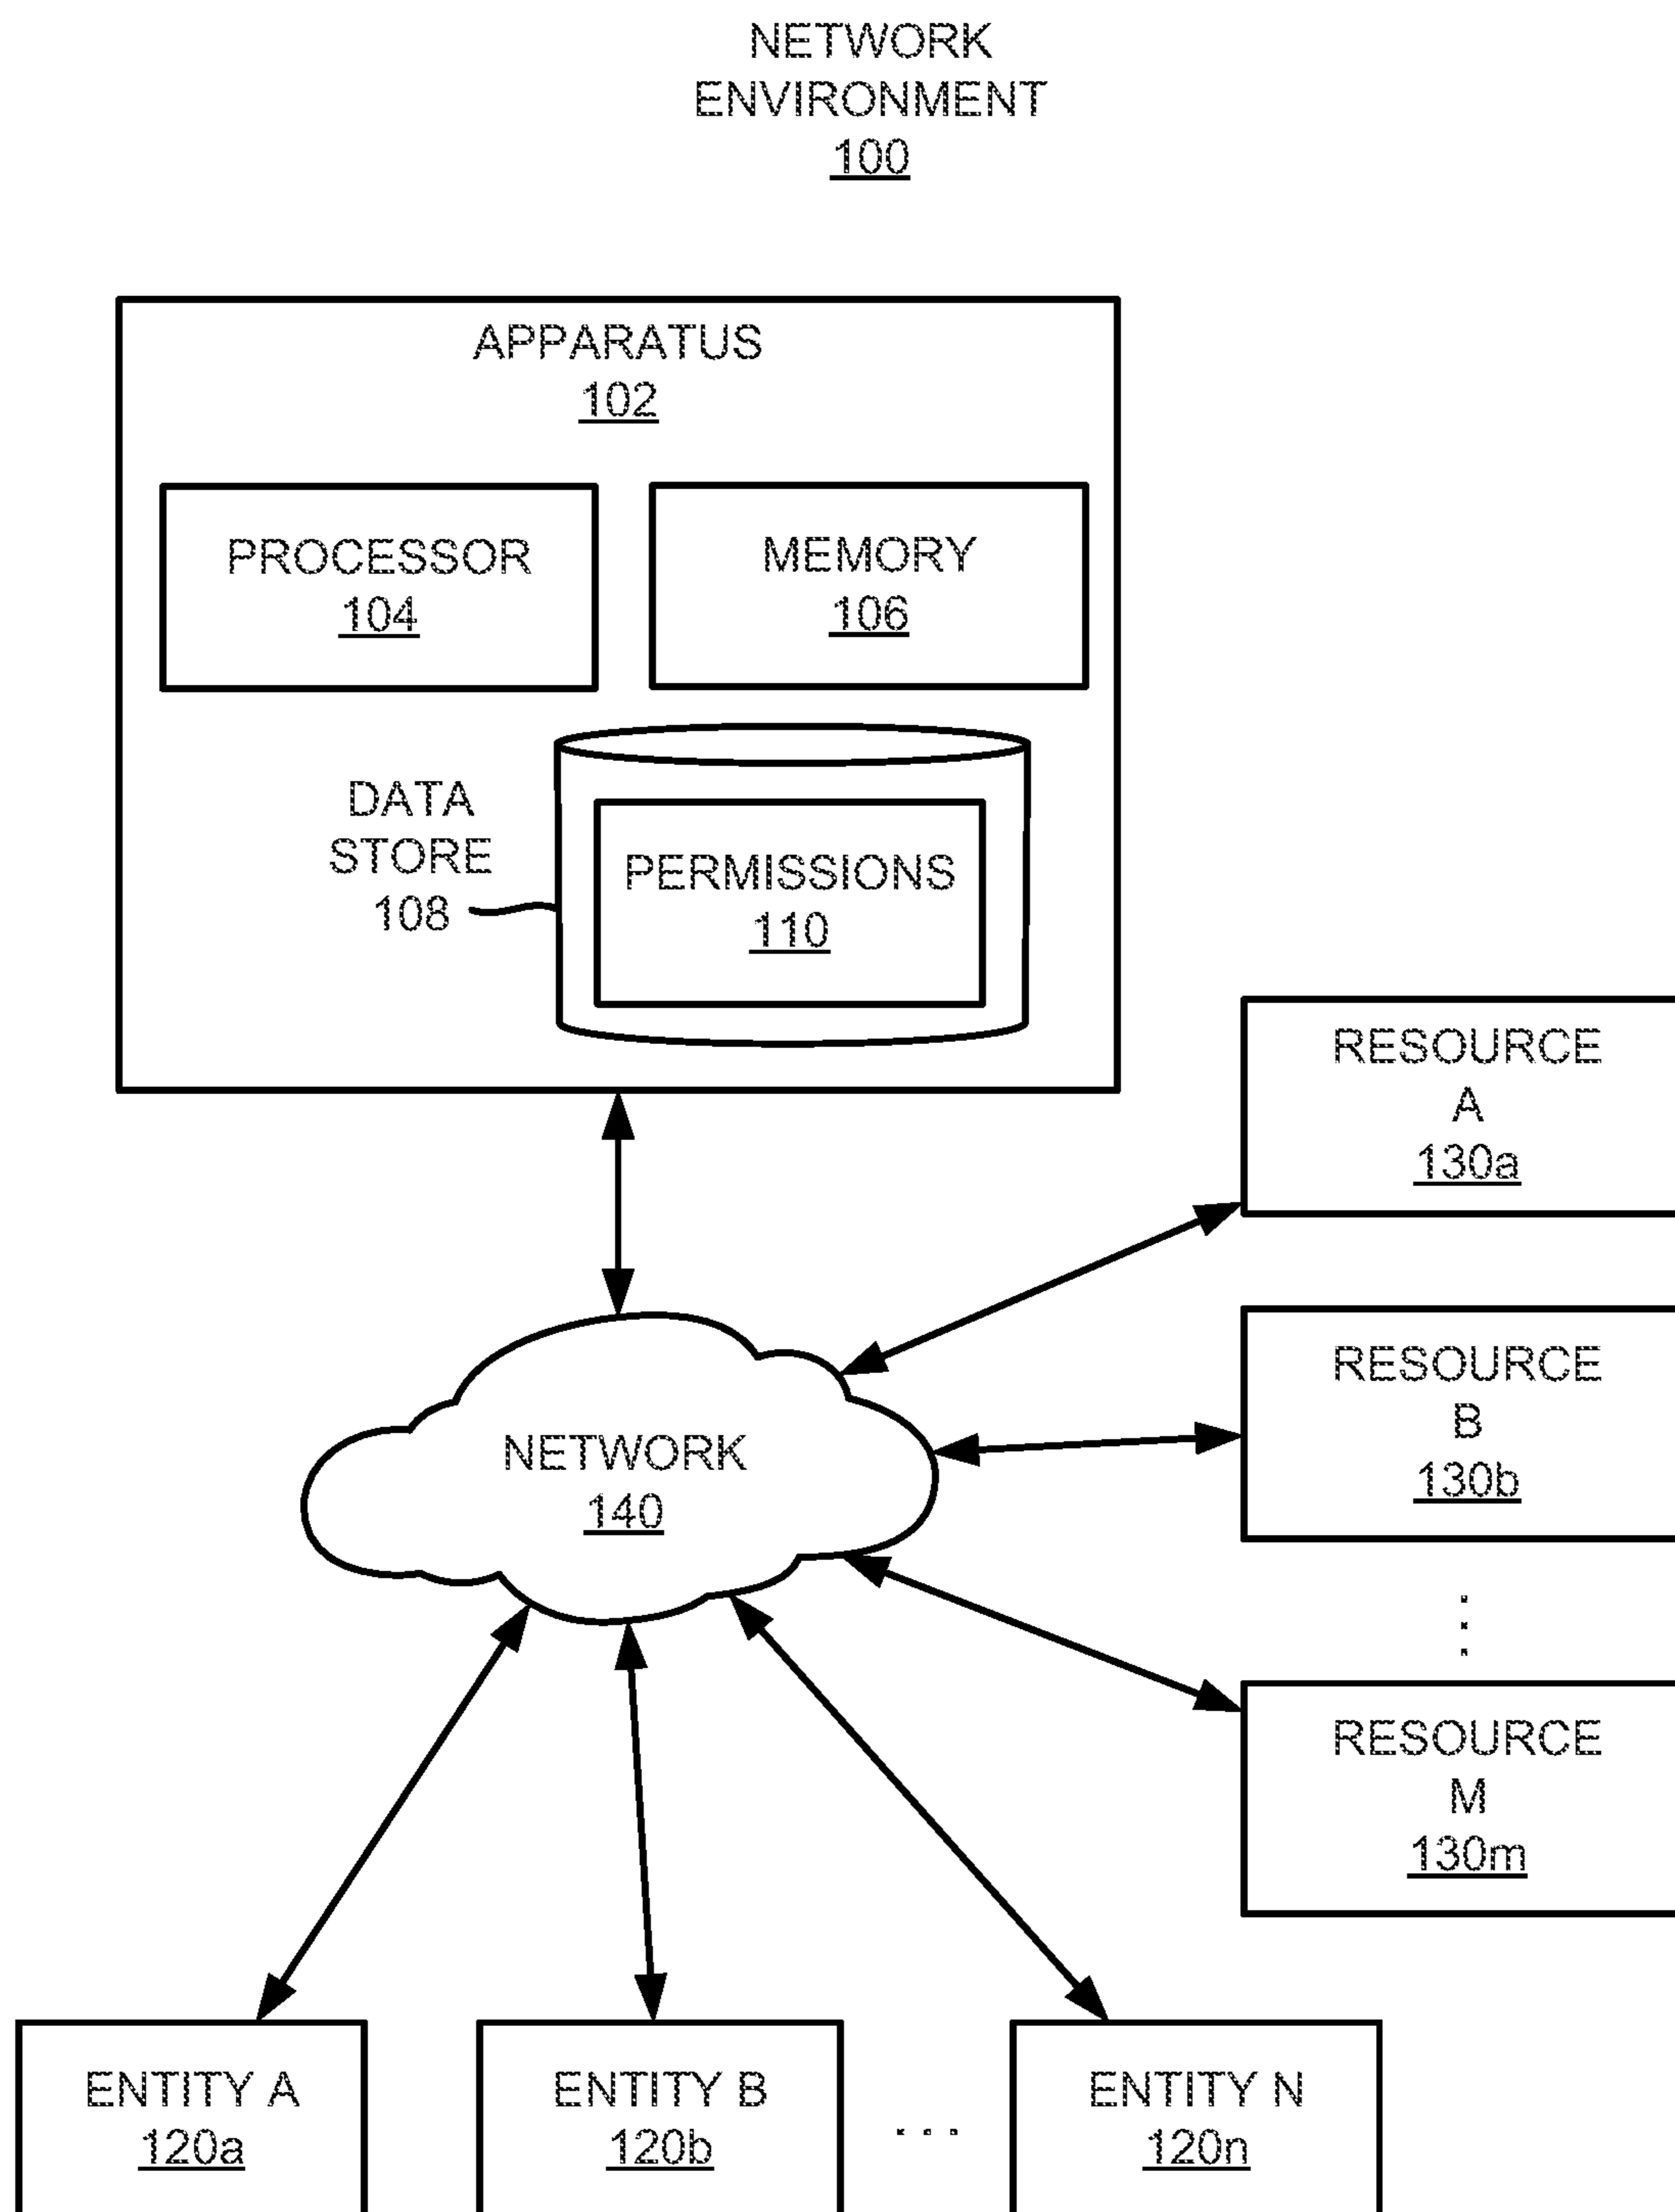 NETWORK
ENVIRONMENT
100
APPARATUS
102
PROCESSOR
104
MEMORY
106
DATA
STORE
108
PERMISSIONS
110
RESOURCE
A
130a
RESOURCE
B
130b
NETWORK
140
. . .
RESOURCE
M
130m
ENTITY A
120a
ENTITY B
120b
. . .
ENTITY N
120n